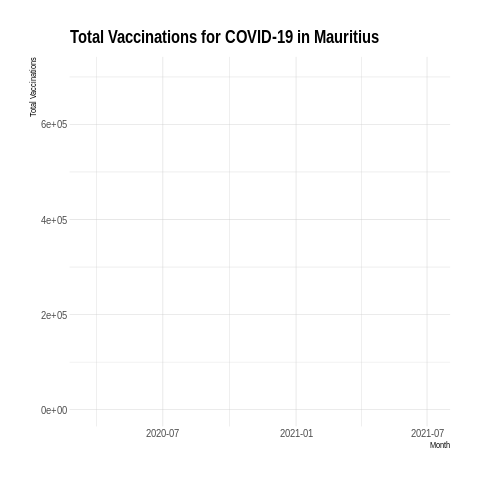 Total Vaccinations for COVID-19 in Mauritius
Total Vaccinations
6e+05
4e+05
2e+05
0e+00
2020-07 2021-01 2021-07
Month